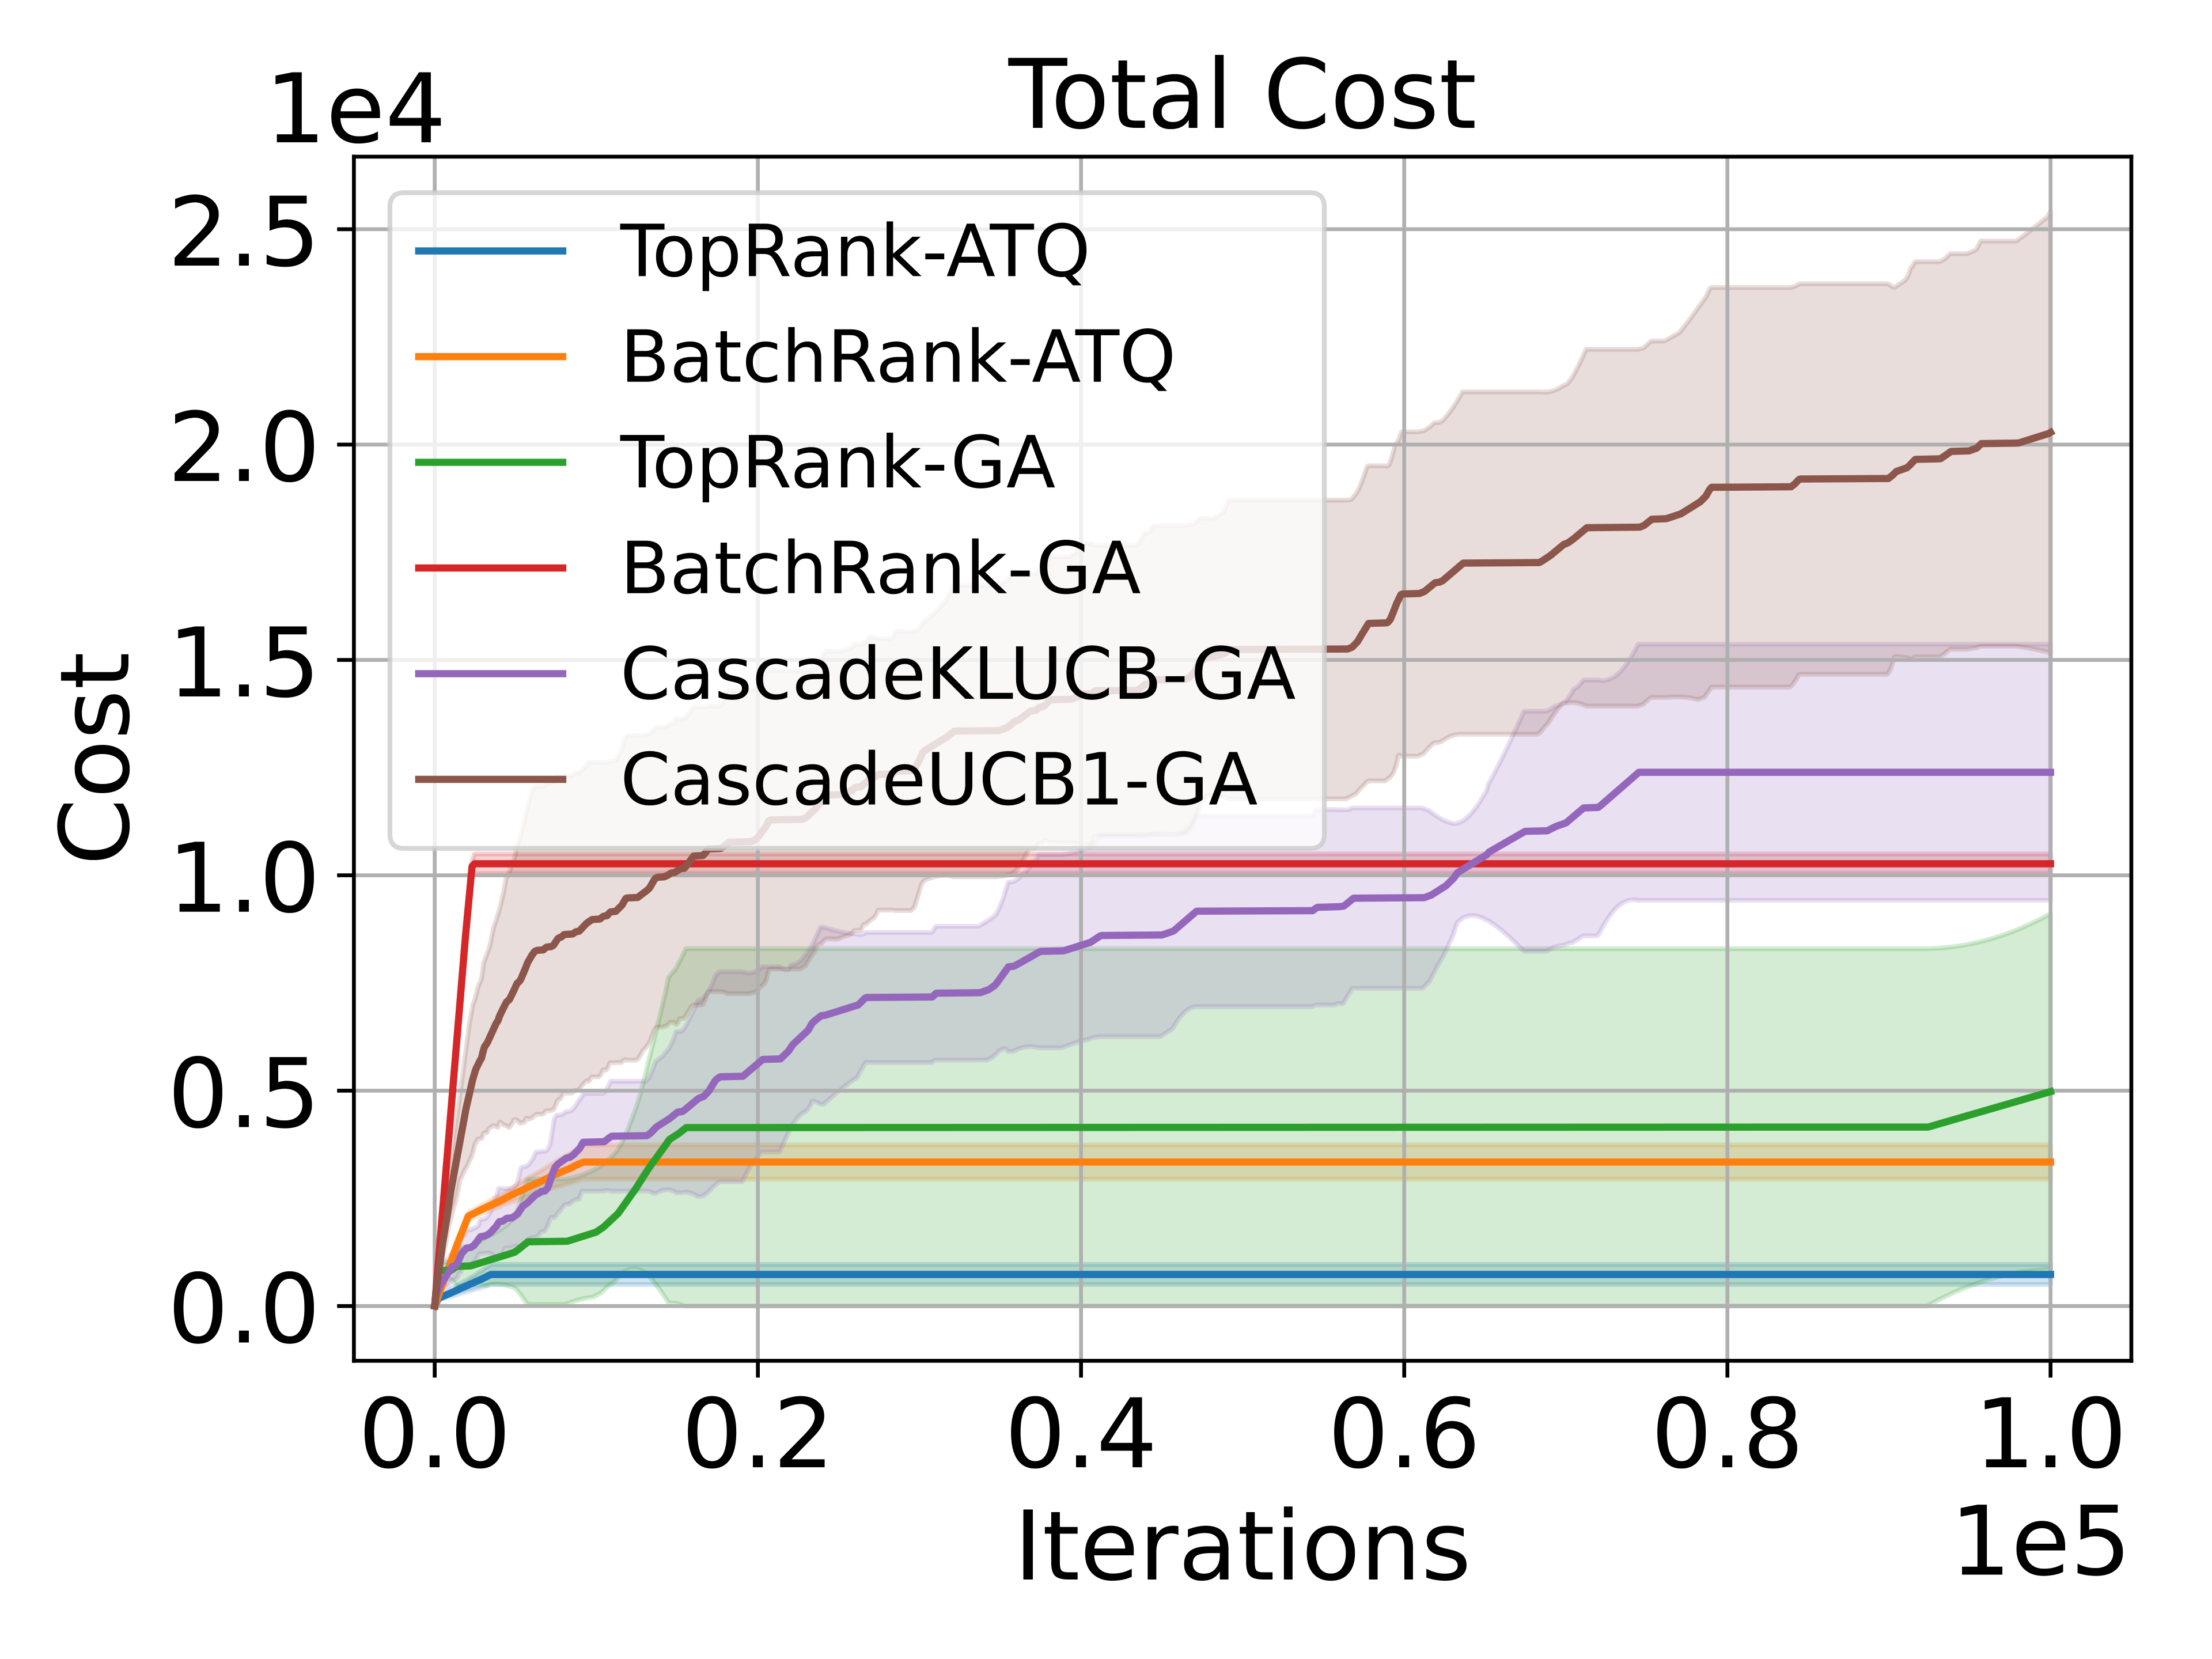 Total Cost
1e4
2.5
2.0
1.5
1.0
0.5
0.0
Cost
TopRank-ATQ
BatchRank-ATQ
TopRank-GA
BatchRank-GA
CascadeKLUCB-GA
CascadeUCB1-GA
0.0 0.2 0.4 0.6 0.8 1.0
Iterations
1e5